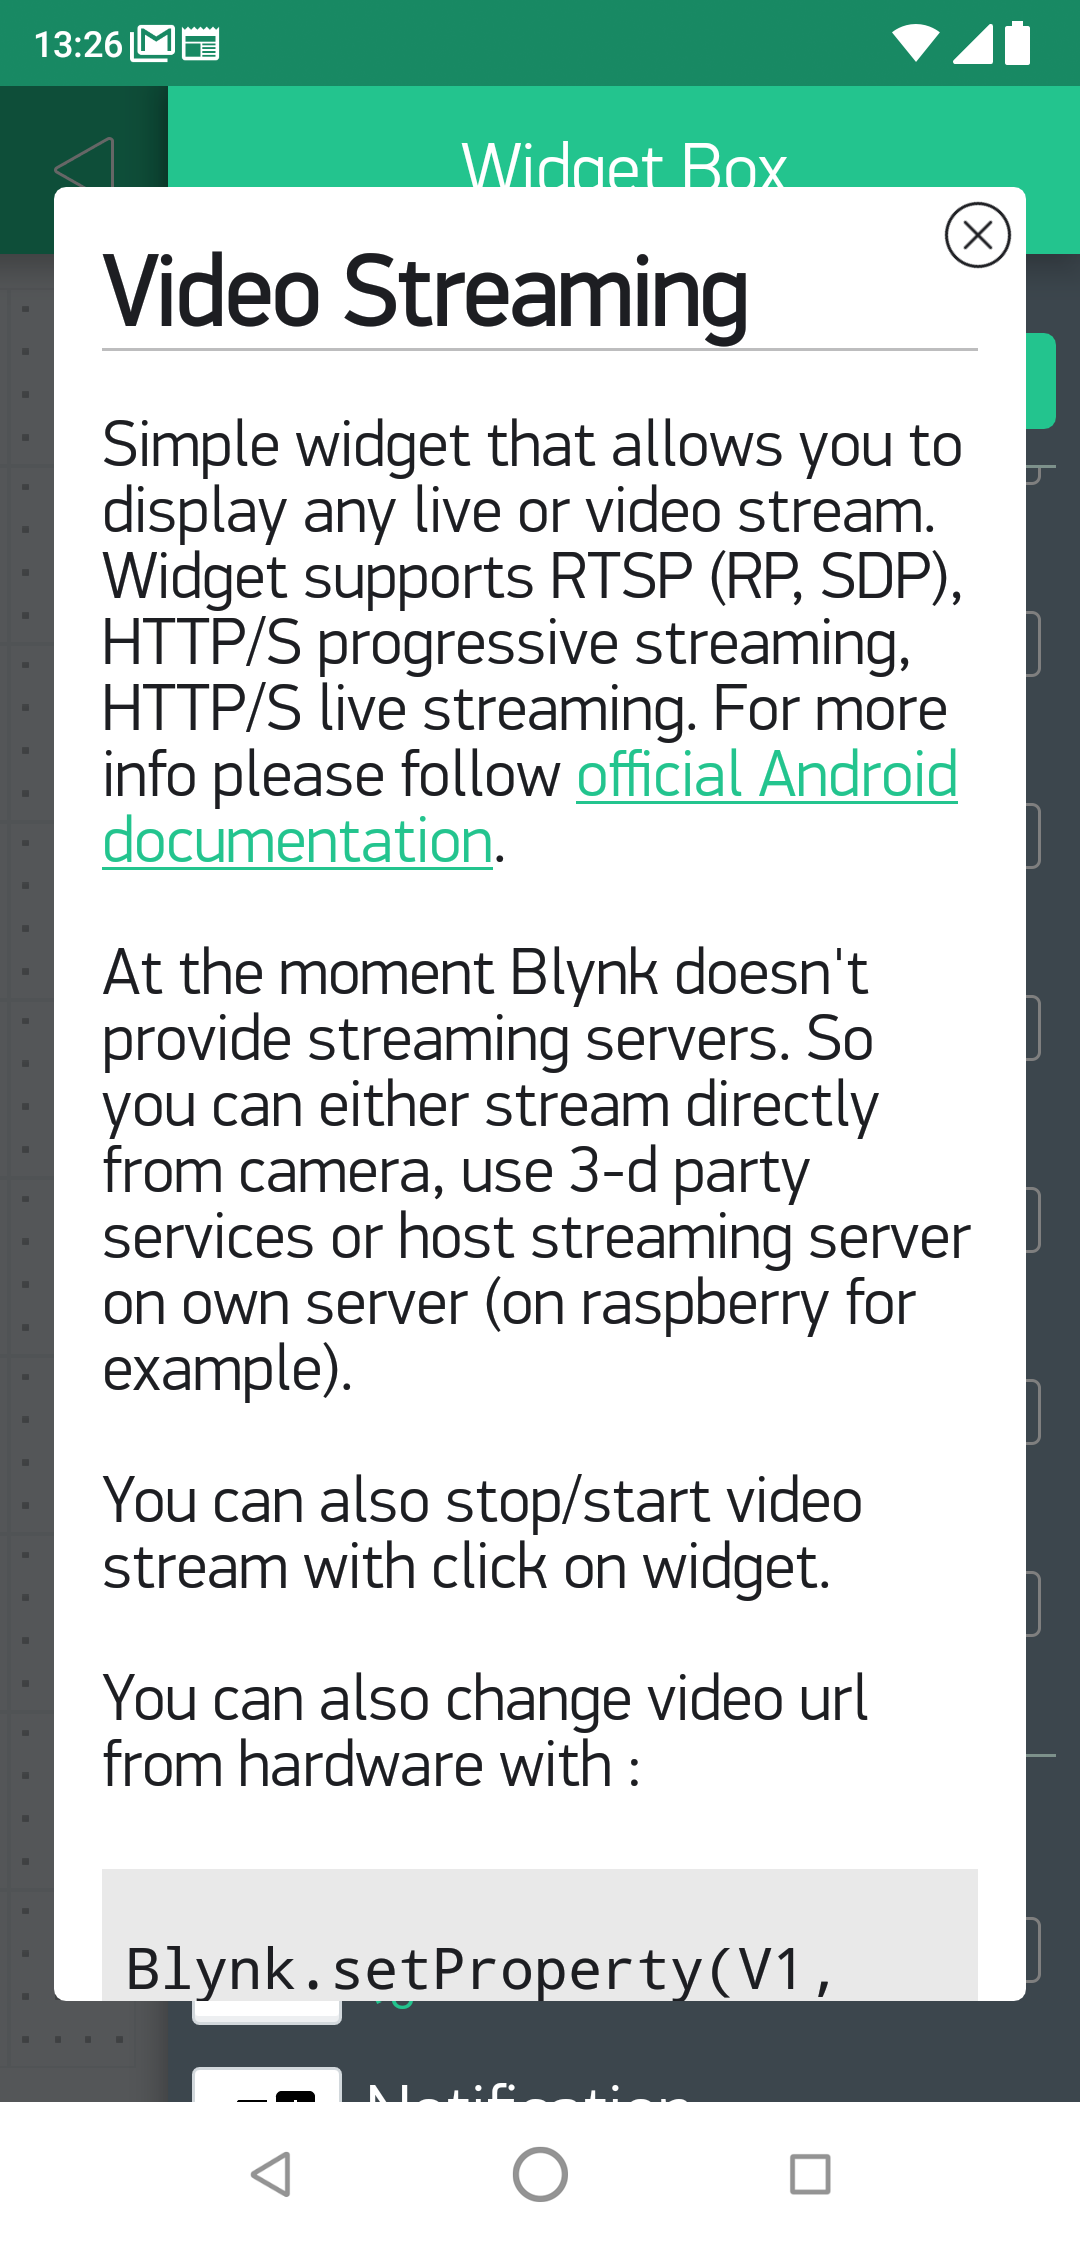 13:26
Widget Box
Video Streaming
Simple widget that allows you to
display any live or video stream.
Widget supports RTSP (RP, SDP),
HTTP/S progressive streaming,
HTTP/S live streaming. For more
info please follow official Android
documentation.
At the moment Blynk doesn't
provide streaming servers. So
you can either stream directly
from camera, use 3-d party
services or host streaming server
on own server (on raspberry for
example).
You can also stop/start video
stream with click on widget.
You can also change video url
from hardware with :
Blynk.setProperty(V1,
Notification